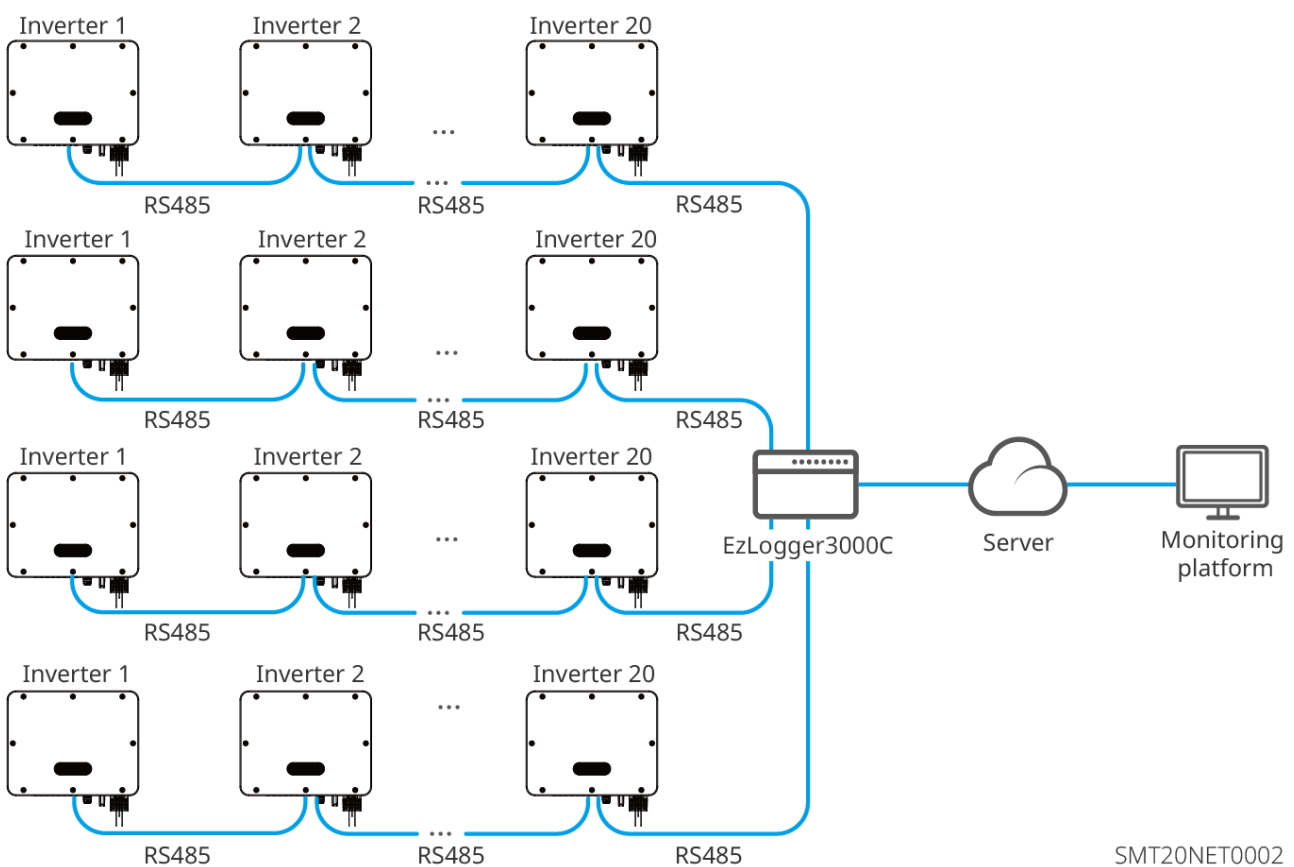 Inverter 1
Inverter 2
Inverter 20
...
...
RS485
RS485
RS485
Inverter 1
Inverter 2
Inverter 20
...
...
RS485
RS485
RS485
Inverter 1
Inverter 2
Inverter 20
...
EzLogger3000C
Server
Monitoring
platform
...
RS485
RS485
RS485
Inverter 1
Inverter 2
Inverter 20
...
...
RS485
RS485
RS485
SMT20NET0002